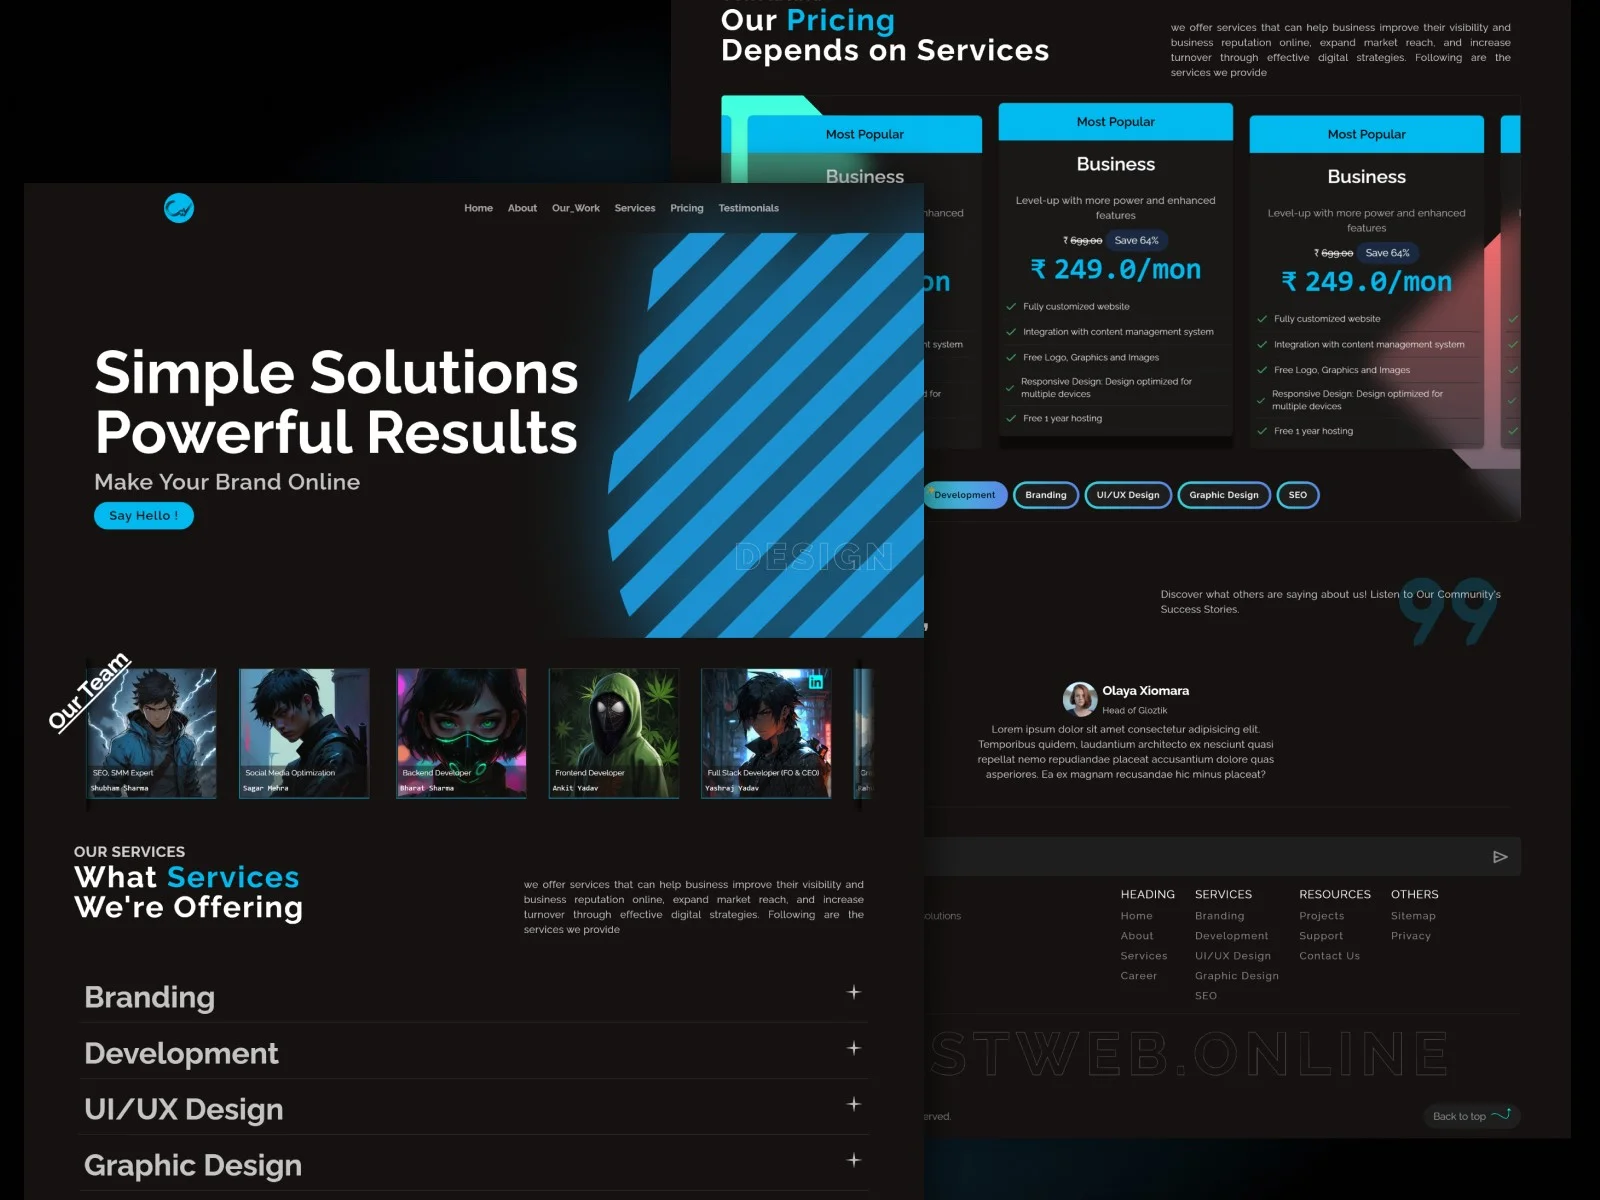 Our Pricing
Depends on Services
we offer services that can help business improve their visibility and
business reputation online, expand market reach, and increase
turnover through effective digital strategies. Following are the
services we provide
Most Popular
Business
Most Popular
Business
Level-up with more power and enhanced
features
₹ 699.00 Save 64%
₹ 249.0/mon
Fully customized website
Integration with content management system
Free Logo, Graphics and Images
Responsive Design: Design optimized for
multiple devices
Free 1 year hosting
Most Popular
Business
Level-up with more power and enhanced
features
₹ 699.00 Save 64%
₹ 249.0/mon
Fully customized website
Integration with content management system
Free Logo, Graphics and Images
Responsive Design: Design optimized for
multiple devices
Free 1 year hosting
system
for
Development Branding UI/UX Design Graphic Design SEO
Discover what others are saying about us! Listen to Our Community's
Success Stories.
99
Olaya Xiomara
Head of Gloztik
Lorem ipsum dolor sit amet consectetur adipisicing elit.
Temporibus quidem, laudantium architecto ex nesciunt quasi
repellat nemo repudiandae placeat accusantium dolore quas
asperiores. Ea ex magnam recusandae hic minus placeat?
HEADING SERVICES RESOURCES OTHERS
Home Branding Projects Sitemap
About Development Support Privacy
Services UI/UX Design Contact Us
Career Graphic Design
SEO
STWEB.ONLINE
erved.
Back to top
Home About Our_Work Services Pricing Testimonials
Simple Solutions
Powerful Results
Make Your Brand Online
Say Hello !
DESIGN
Our Team
SEO, SMM Expert
Shubham Sharma
Social Media Optimization
Sagar Mehra
Backend Developer
Bharat Sharma
Frontend Developer
Ankit Yadav
in
Full Stack Developer (FO & CEO)
Yashraj Yadav
OUR SERVICES
What Services
We're Offering
we offer services that can help business improve their visibility and
business reputation online, expand market reach, and increase
turnover through effective digital strategies. Following are the
services we provide
Branding
Development
UI/UX Design
Graphic Design